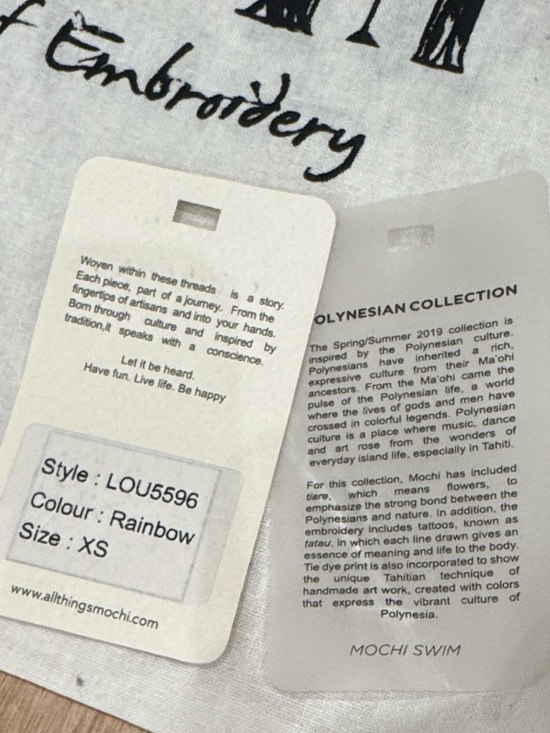 f Embroidery
Woven within these threads is a story.
Each piece, part of a journey. From the
fingertips of artisans and into your hands.
Born through culture and inspired by
tradition,it speaks with a conscience.
Let it be heard.
Have fun. Live life. Be happy
Style : LOU5596
Colour : Rainbow
Size : XS
www.allthingsmochi.com
OLYNESIAN COLLECTION
The Spring/Summer 2019 collection is
inspired by the Polynesian culture.
Polynesians have inherited a rich,
expressive culture from their Ma'ohi
ancestors. From the Ma'ohi came the
pulse of the Polynesian life, a world
where the lives of gods and men have
crossed in colorful legends. Polynesian
culture is a place where music, dance
and art rose from the wonders of
everyday island life, especially in Tahiti.
For this collection, Mochi has included
tiare, which means flowers, to
emphasize the strong bond between the
Polynesians and nature. In addition, the
embroidery includes tattoos, known as
tatau, in which each line drawn gives an
essence of meaning and life to the body.
Tie dye print is also incorporated to show
the unique Tahitian technique of
handmade art work, created with colors
that express the vibrant culture of
Polynesia.
MOCHI SWIM